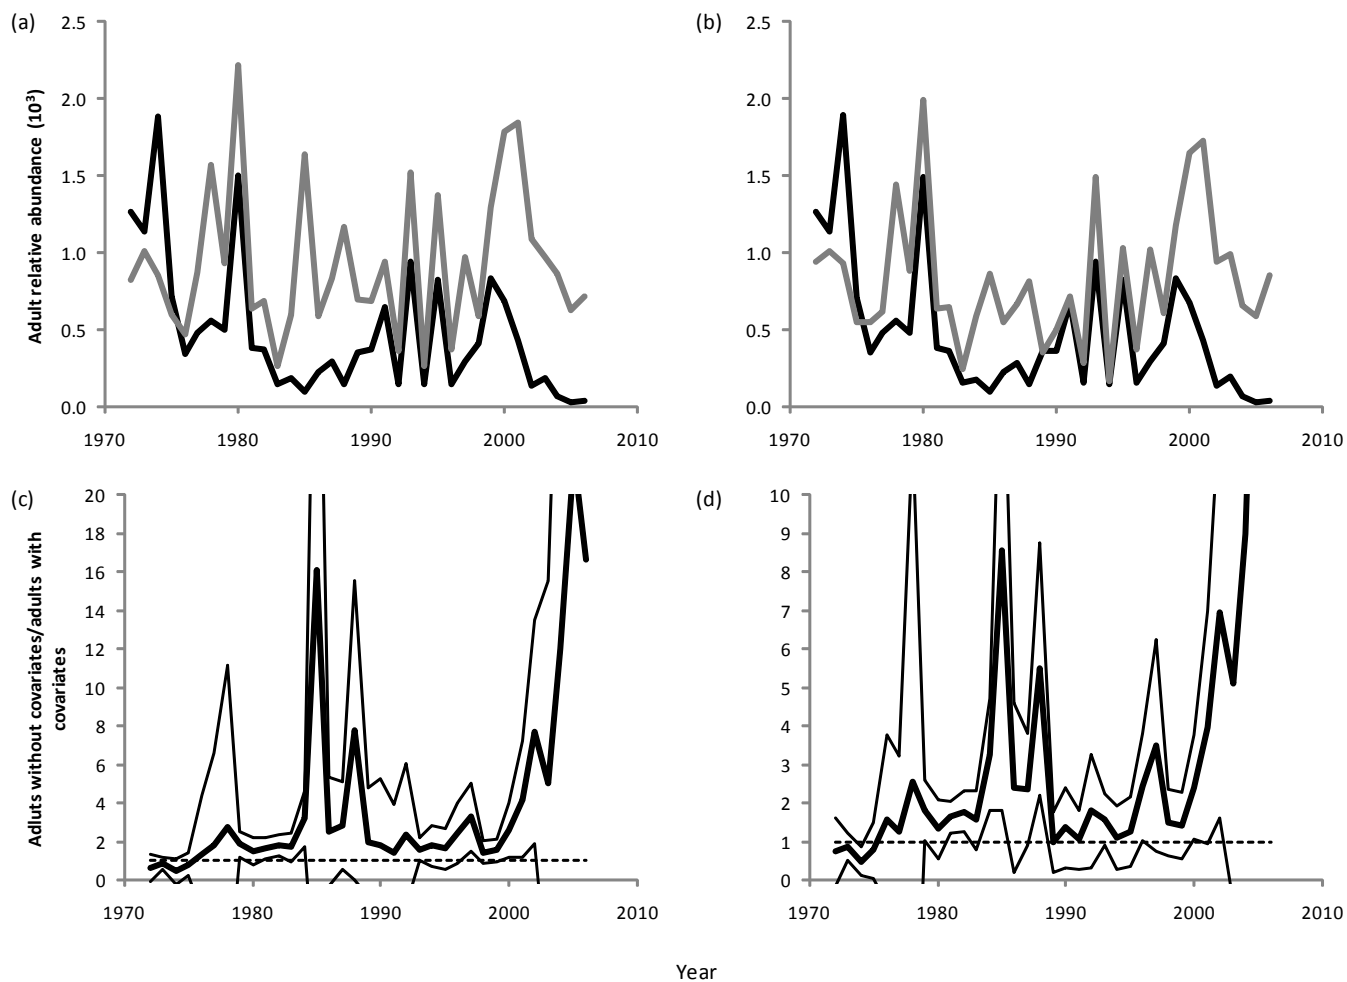 (a)
2.5
2.0
1.5
1.0
0.5
0.0
Adult relative abundance (10³)
1970 1980 1990 2000 2010
(b)
2.5
2.0
1.5
1.0
0.5
0.0
1970 1980 1990 2000 2010
(c)
20
18
16
14
12
10
8
6
4
2
0
Adluts without covariates/adults with
covariates
1970 1980 1990 2000 2010
(d)
10
9
8
7
6
5
4
3
2
1
0
1970 1980 1990 2000 2010
Year